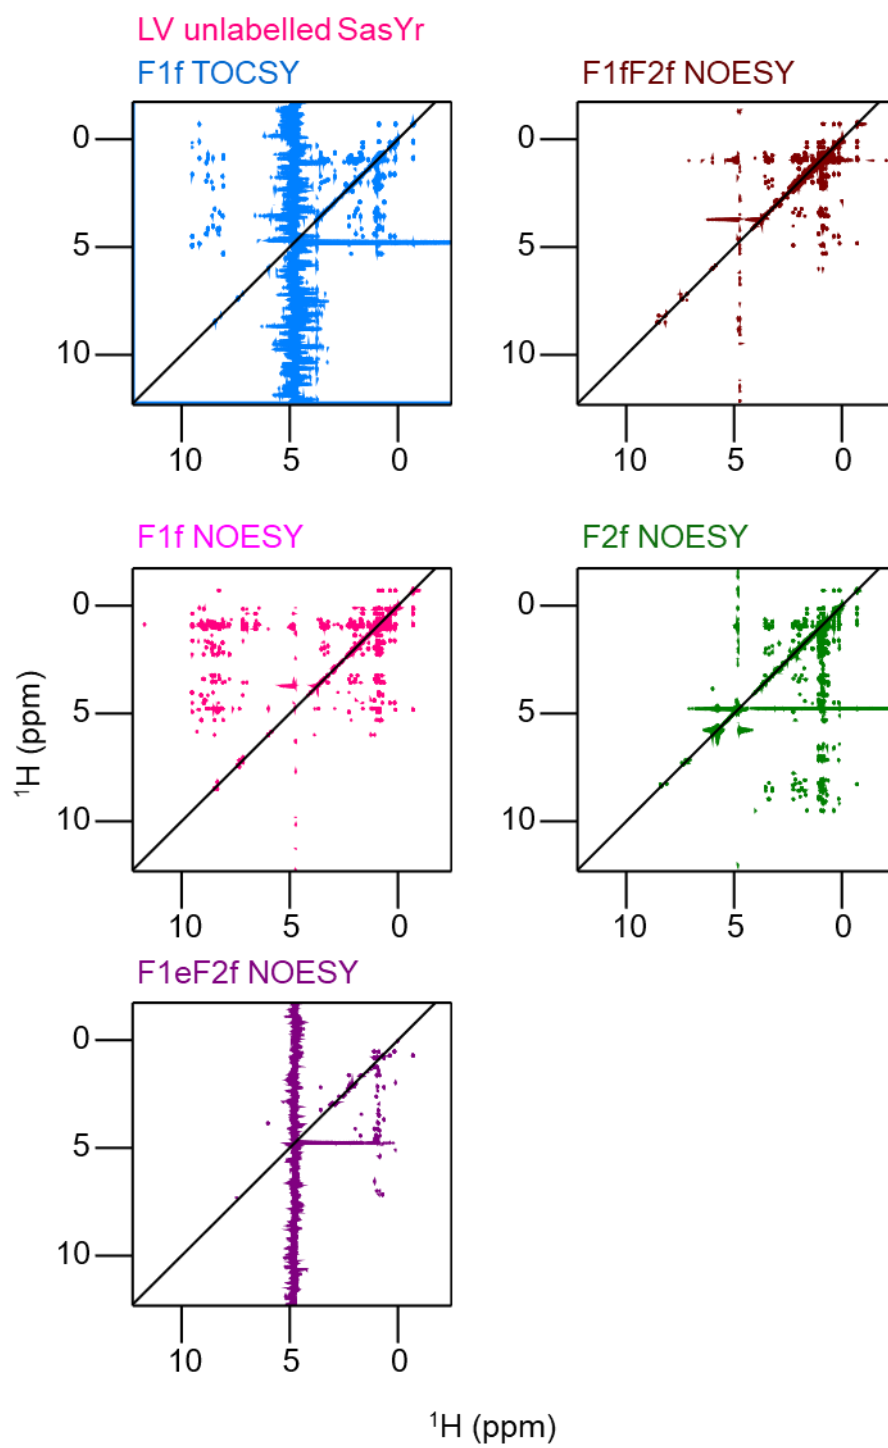 LV unlabelled SasYr
F1f TOCSY
F1fF2f NOESY
0
5
10
10 5 0
0
5
10
10 5 0
F1f NOESY
F2f NOESY
0
5
10
10 5 0
0
5
10
10 5 0
¹H (ppm)
F1eF2f NOESY
0
5
10
10 5 0
¹H (ppm)